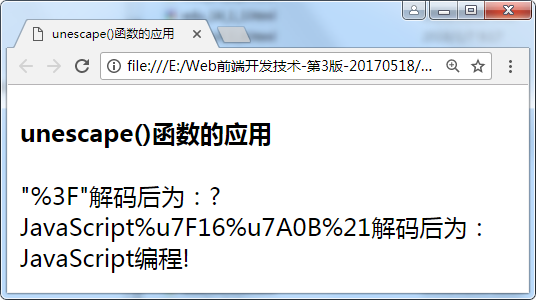 unescape()函数的应用
file:///E:/Web前端开发技术-第3版-20170518/...
unescape()函数的应用
"%3F"解码后为：?
JavaScript%u7F16%u7A0B%21解码后为：
JavaScript编程!